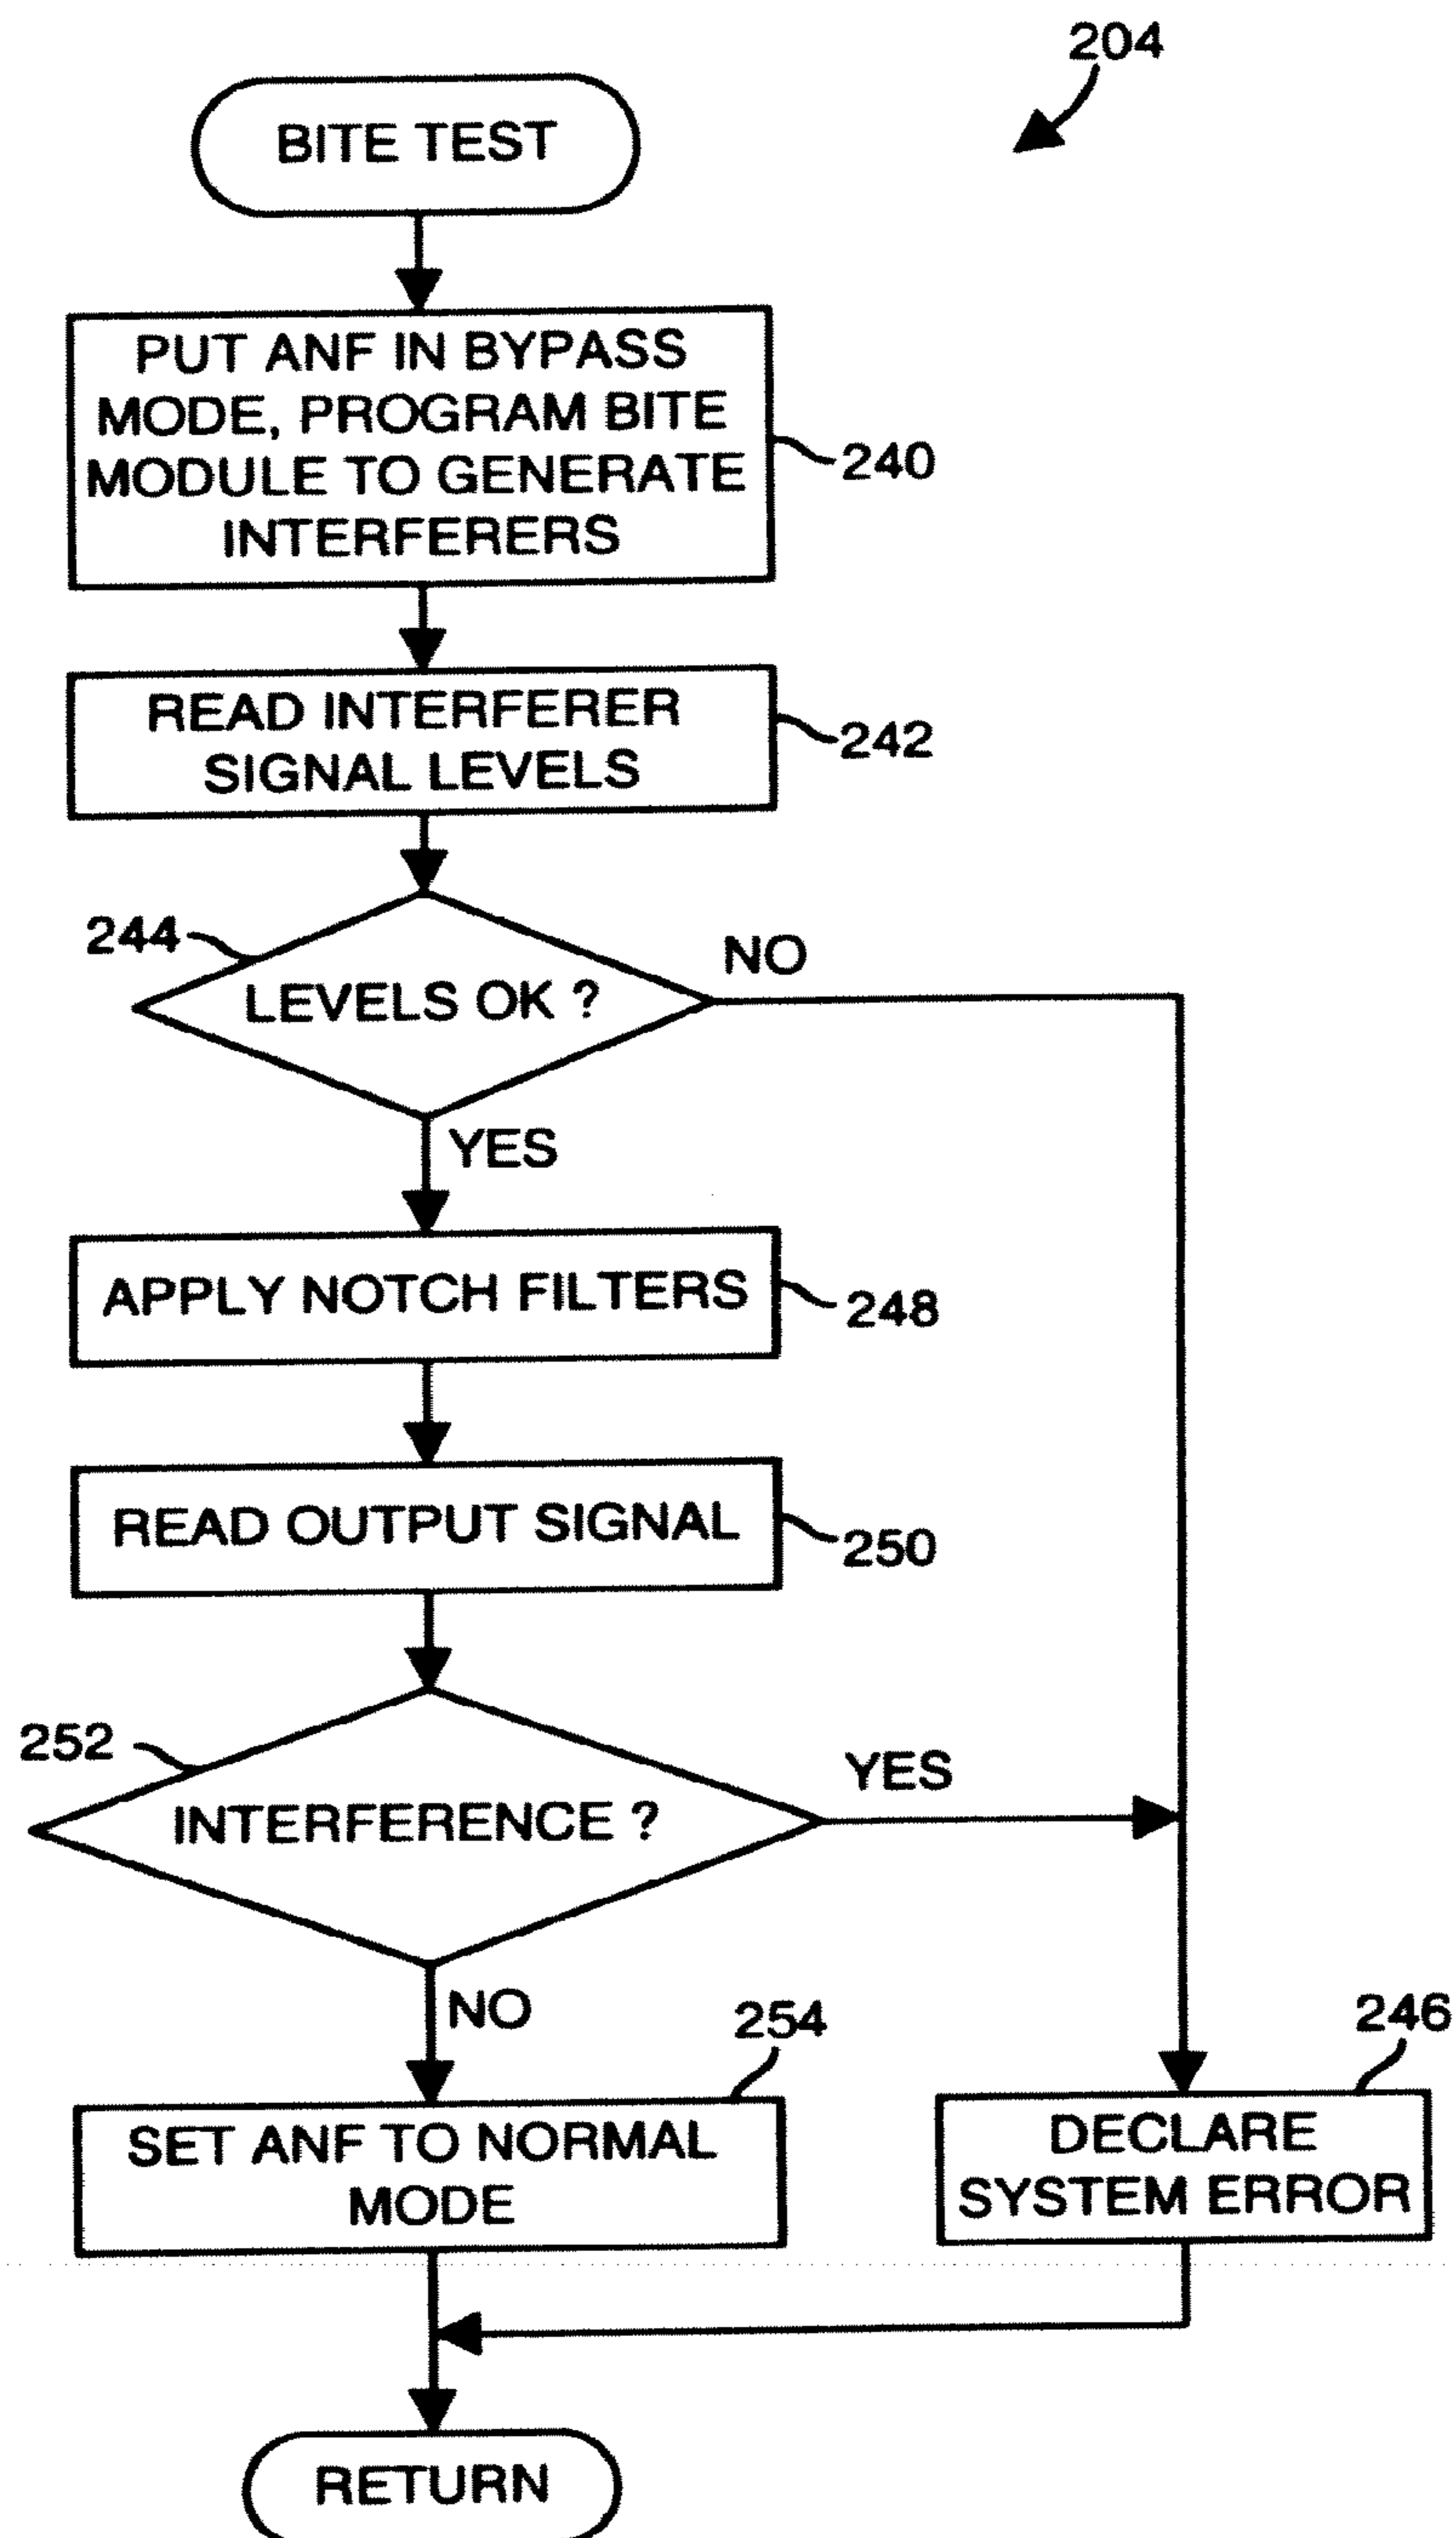 204
BITE TEST
PUT ANF IN BYPASS
MODE, PROGRAM BITE
MODULE TO GENERATE
INTERFERERS
240
READ INTERFERER
SIGNAL LEVELS
242
244
LEVELS OK ?
NO
YES
APPLY NOTCH FILTERS
248
READ OUTPUT SIGNAL
250
252
INTERFERENCE ?
YES
NO
254
SET ANF TO NORMAL
MODE
246
DECLARE
SYSTEM ERROR
RETURN